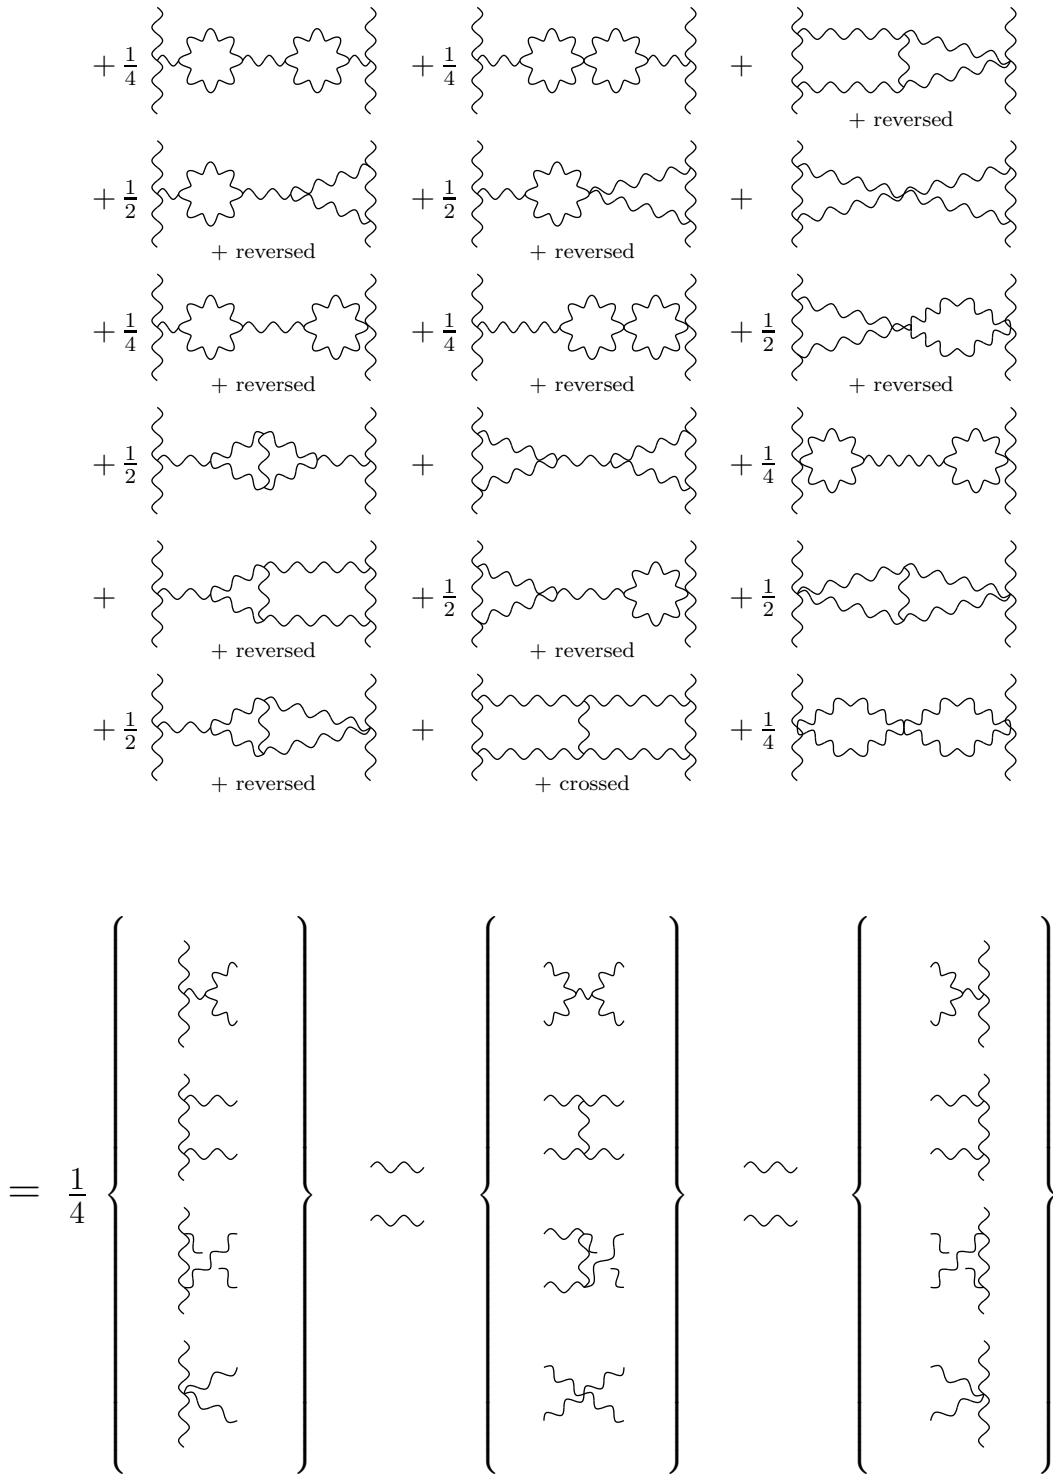 + 1/4 + 1/4 +
+ reversed
+ 1/2 + 1/2 +
+ reversed + reversed
+ 1/4 + 1/4 + 1/2
+ reversed + reversed + reversed
+ 1/2 + + 1/4
+ + 1/2 + 1/2
+ reversed + reversed
+ 1/2 + + 1/4
+ reversed + crossed
= 1/4 { } { } { }